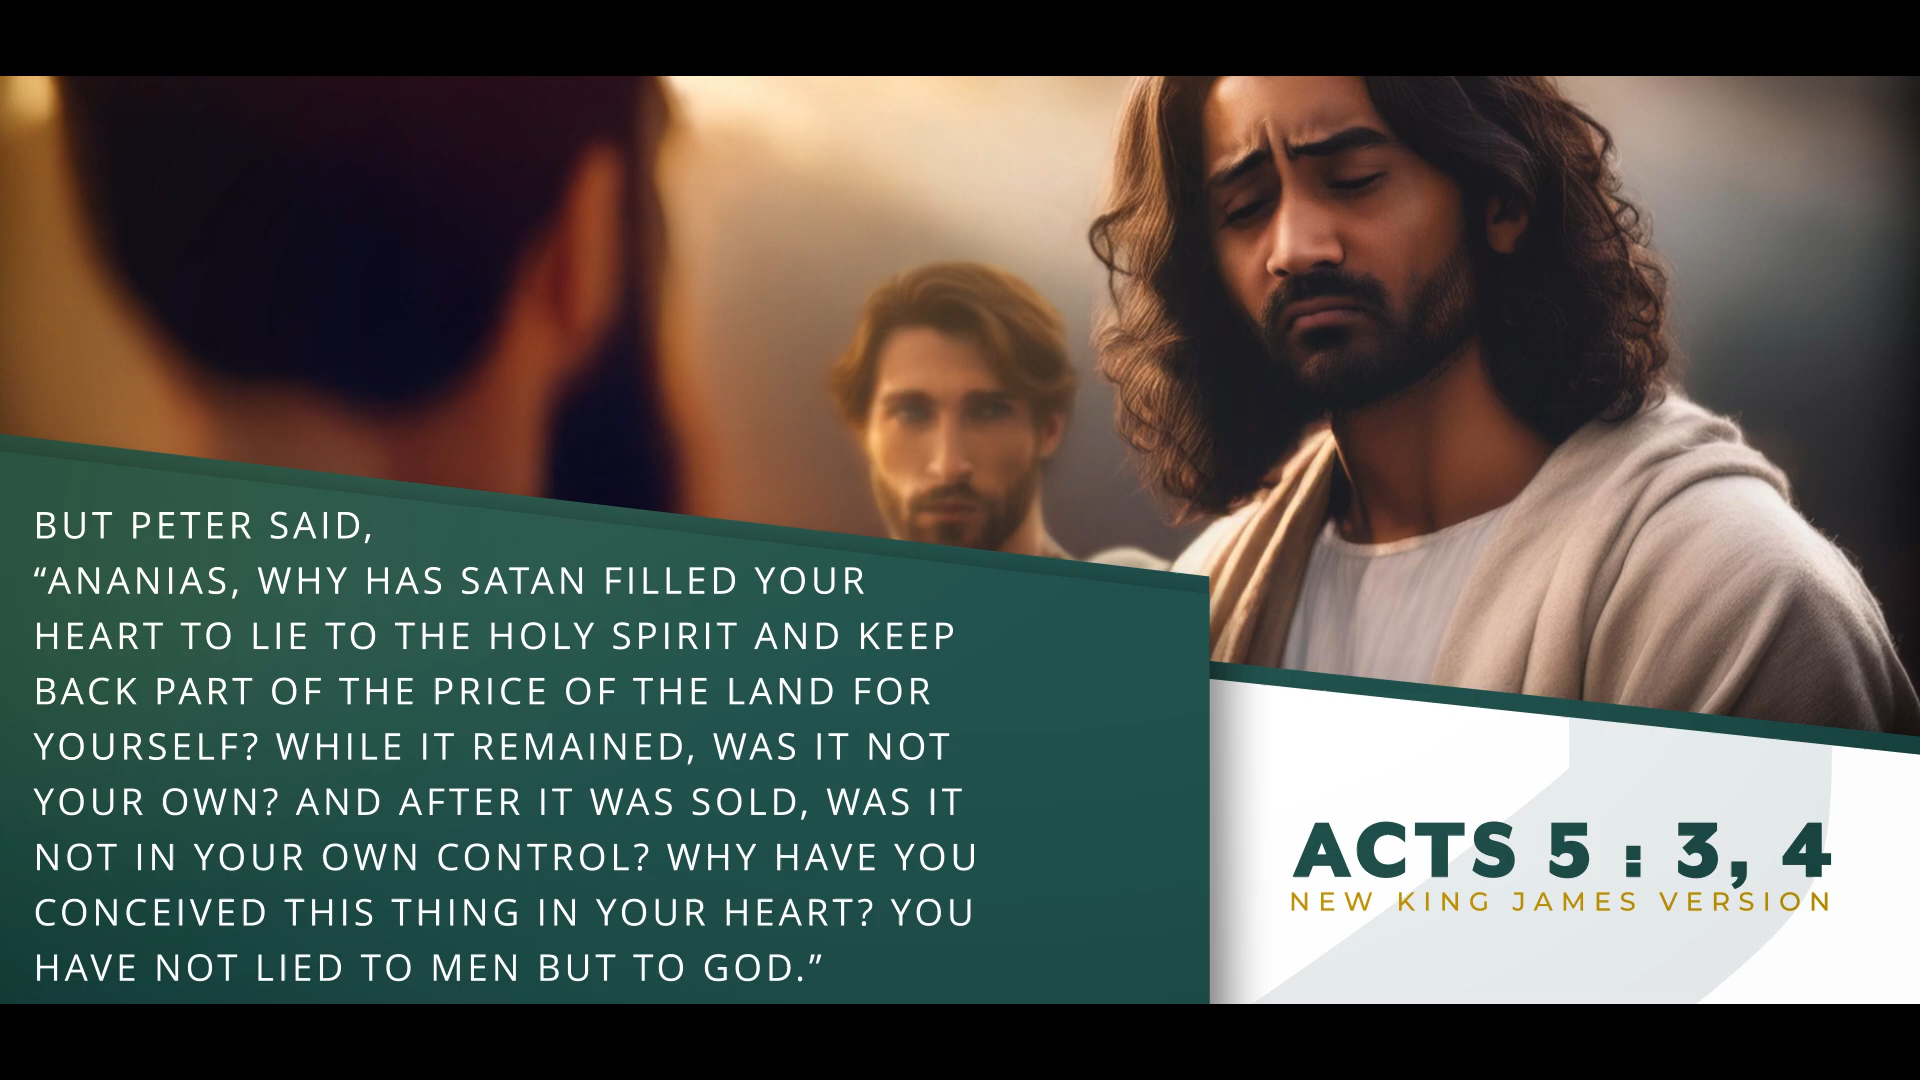 BUT PETER SAID,
“ANANIAS, WHY HAS SATAN FILLED YOUR
HEART TO LIE TO THE HOLY SPIRIT AND KEEP
BACK PART OF THE PRICE OF THE LAND FOR
YOURSELF? WHILE IT REMAINED, WAS IT NOT
YOUR OWN? AND AFTER IT WAS SOLD, WAS IT
NOT IN YOUR OWN CONTROL? WHY HAVE YOU
CONCEIVED THIS THING IN YOUR HEART? YOU
HAVE NOT LIED TO MEN BUT TO GOD.”
ACTS 5 : 3, 4
NEW KING JAMES VERSION